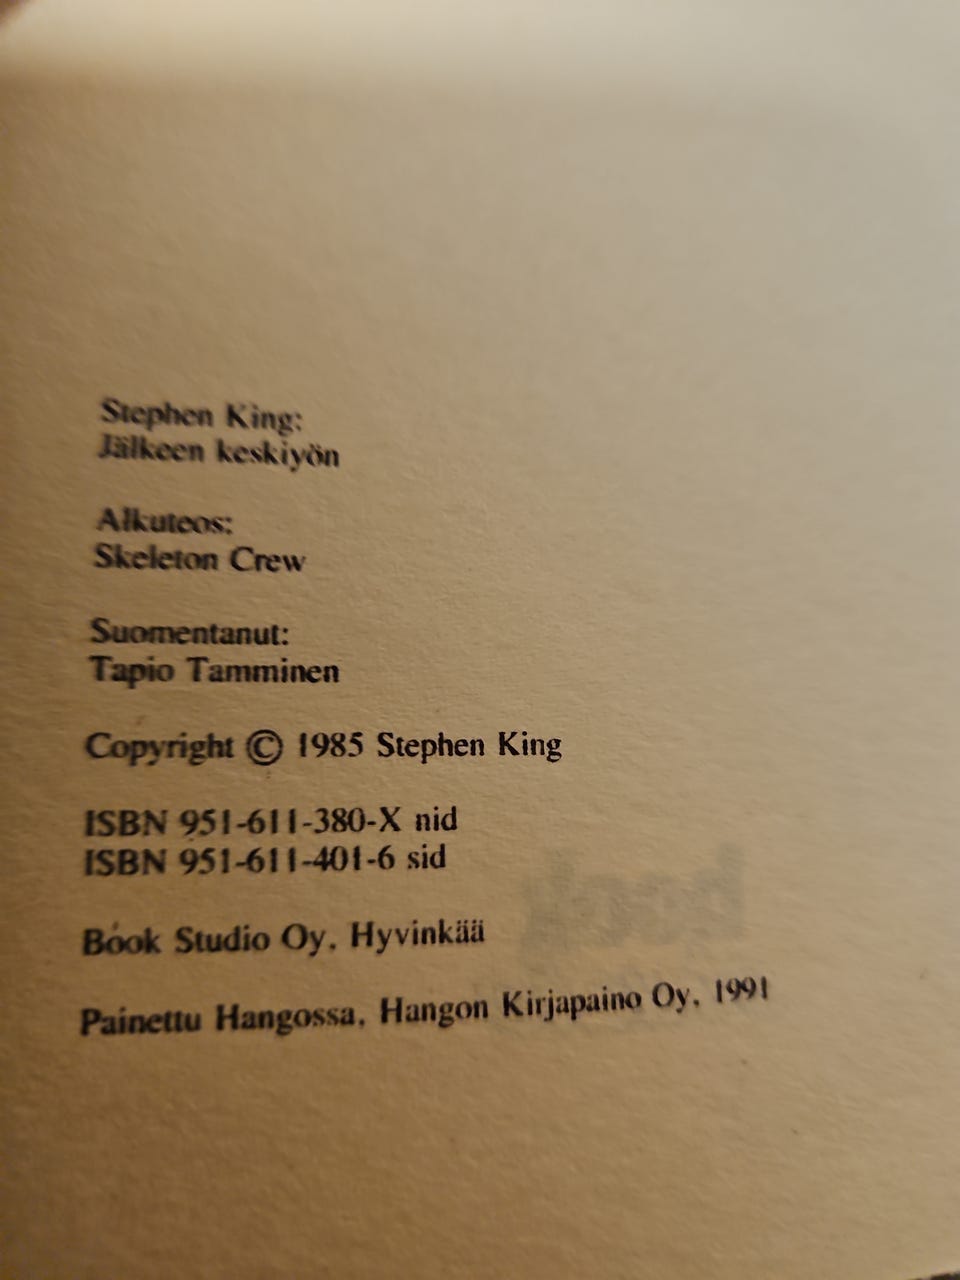 Stephen King:
Jälkeen keskiyön
Alkuteos:
Skeleton Crew
Suomentanut:
Tapio Tamminen
Copyright © 1985 Stephen King
ISBN 951-611-380-X nid
ISBN 951-611-401-6 sid
Book Studio Oy, Hyvinkää
Painettu Hangossa, Hangon Kirjapaino Oy, 1991